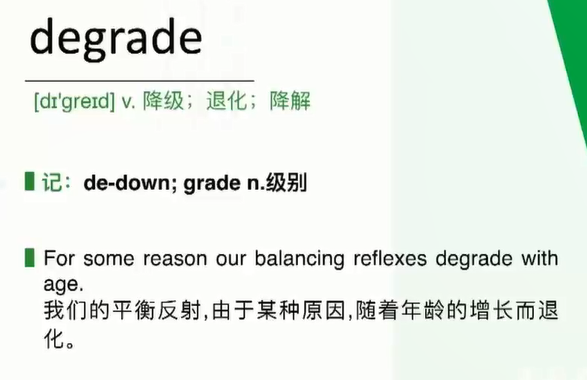 degrade
[dɪ'greɪd] v. 降级；退化；降解
记：de-down; grade n.级别
For some reason our balancing reflexes degrade with
age.
我们的平衡反射,由于某种原因,随着年龄的增长而退
化。